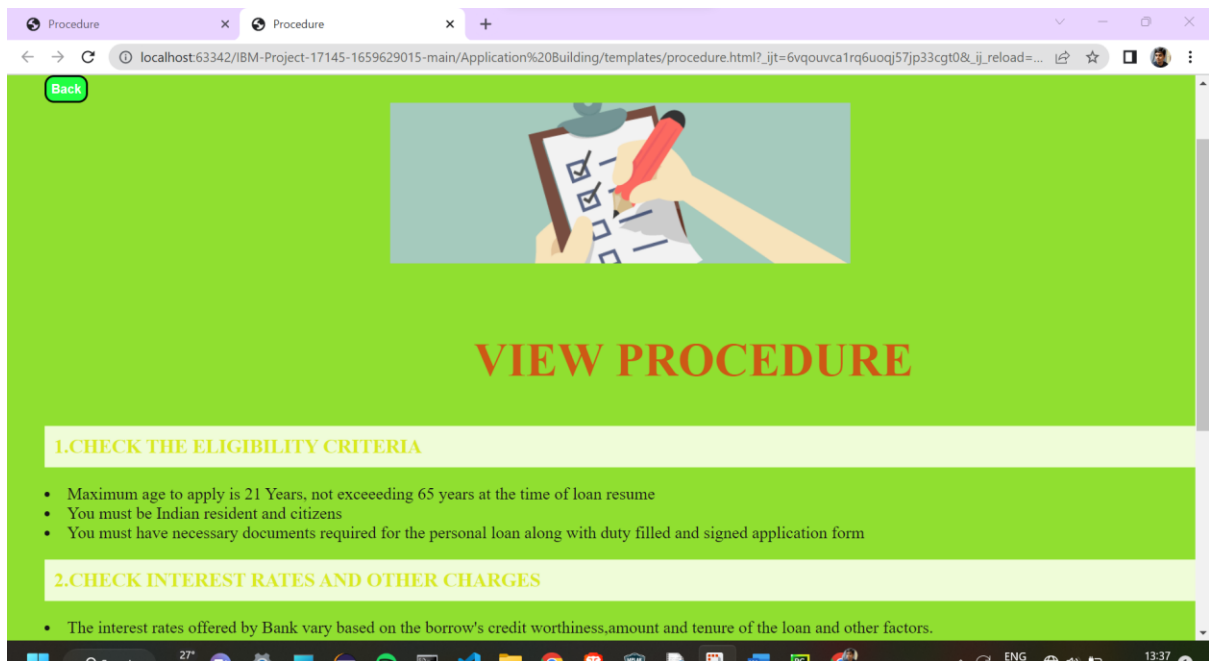 Procedure
Procedure
localhost:63342/IBM-Project-17145-1659629015-main/Application%20Building/templates/procedure.html?_ijt=6vqouvca1rq6uoqj57jp33cgt0&_ij_reload=...
Back
VIEW PROCEDURE
1.CHECK THE ELIGIBILITY CRITERIA
• Maximum age to apply is 21 Years, not exceeeding 65 years at the time of loan resume
• You must be Indian resident and citizens
• You must have necessary documents required for the personal loan along with duty filled and signed application form
2.CHECK INTEREST RATES AND OTHER CHARGES
• The interest rates offered by Bank vary based on the borrow's credit worthiness,amount and tenure of the loan and other factors.
27°
ENG
13:37